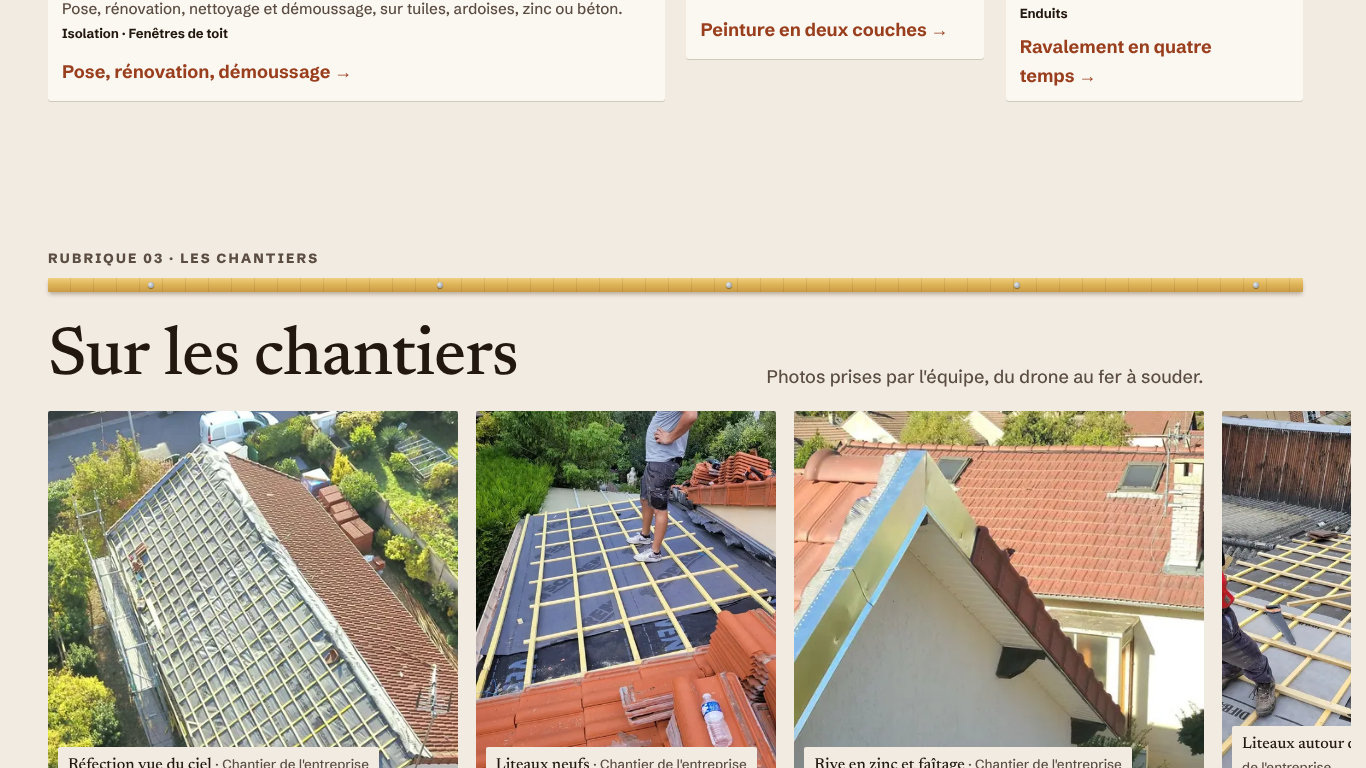 Pose, rénovation, nettoyage et démoussage, sur tuiles, ardoises, zinc ou béton.
Isolation · Fenêtres de toit
Pose, rénovation, démoussage →
Peinture en deux couches →
Enduits
Ravalement en quatre
temps →
RUBRIQUE 03 · LES CHANTIERS
Sur les chantiers
Photos prises par l'équipe, du drone au fer à souder.
Réfection vue du ciel · Chantier de l'entreprise
Liteaux neufs · Chantier de l'entreprise
Rive en zinc et faîtage · Chantier de l'entreprise
Liteaux autour
de l'entreprise